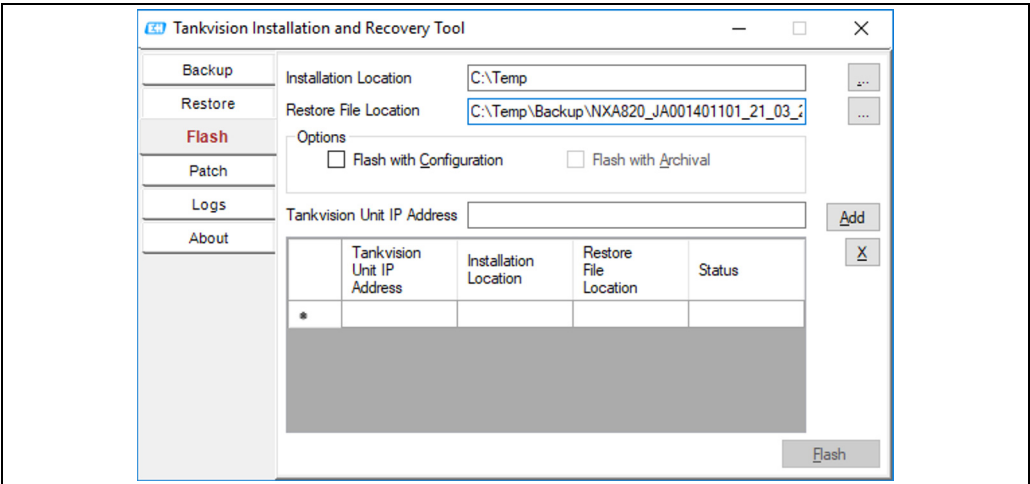 EH Tankvision Installation and Recovery Tool
Backup
Restore
Flash
Patch
Logs
About
Installation Location C:\Temp ...
Restore File Location C:\Temp\Backup\NXA820_JA001401101_21_03_ ...
Options
Flash with Configuration Flash with Archival
Tankvision Unit IP Address Add
X
Tankvision
Unit IP
Address
Installation
Location
Restore
File
Location
Status
*
Flash